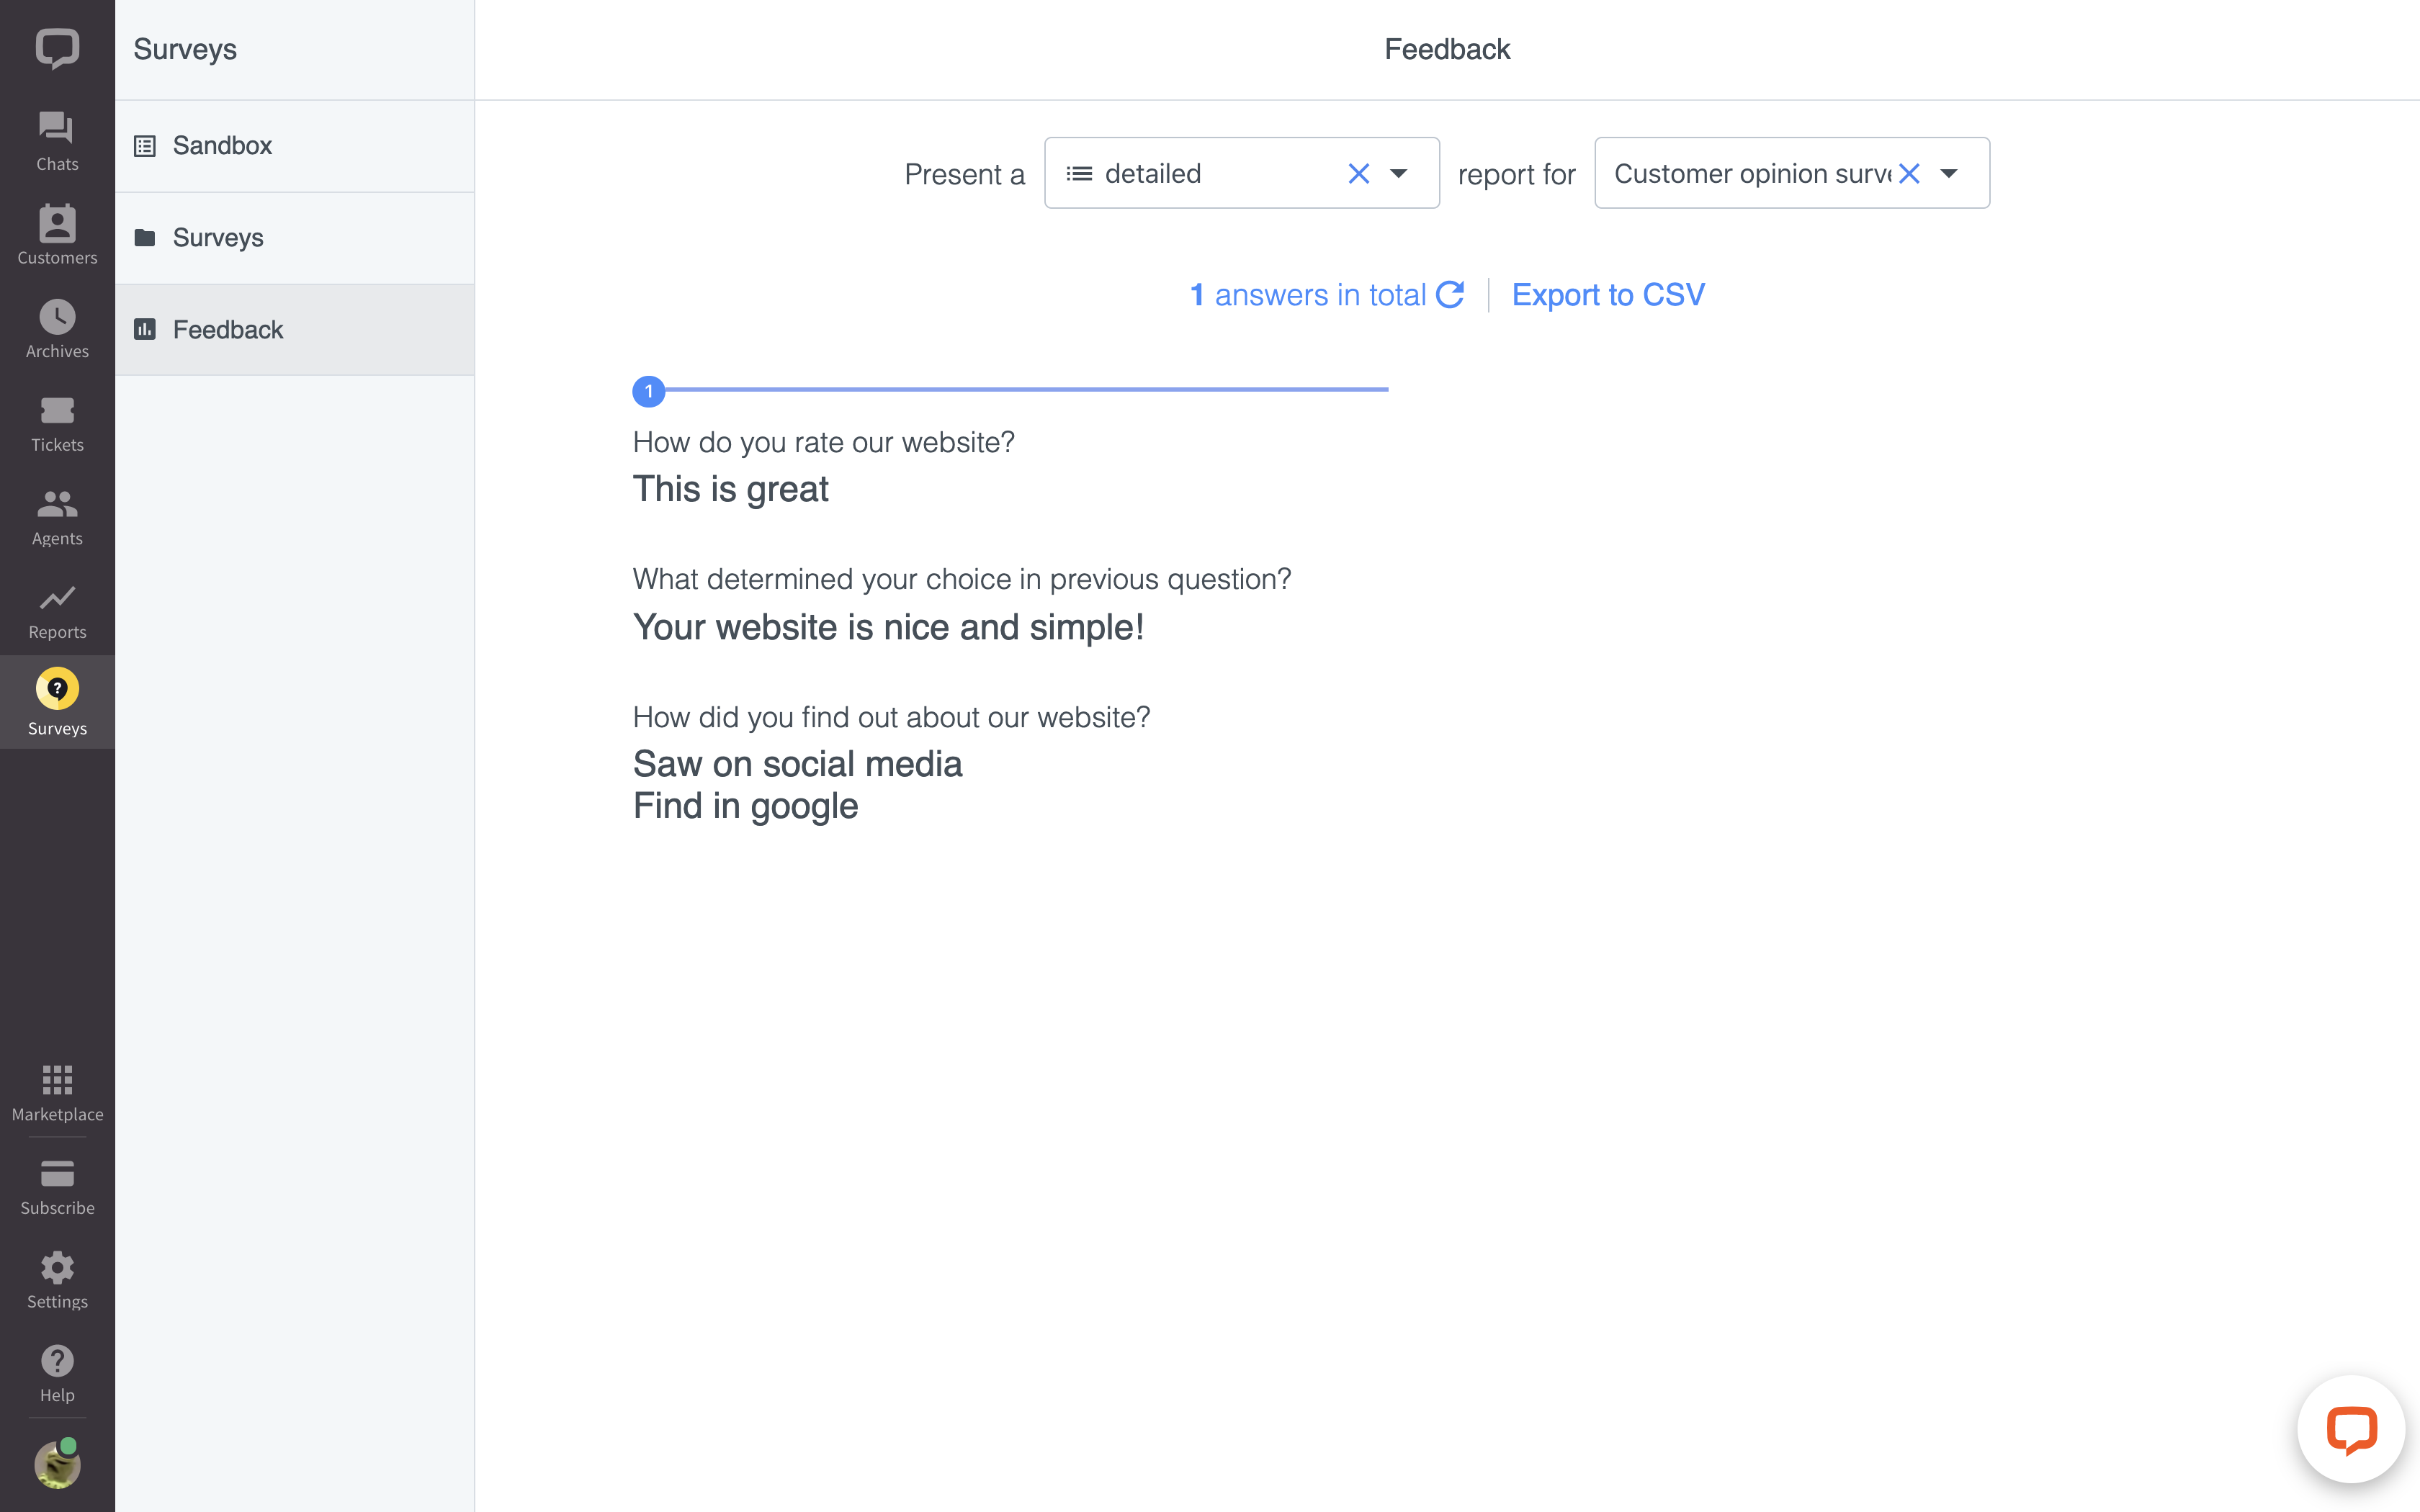 Surveys
Feedback
Chats
Customers
Archives
Tickets
Agents
Reports
Surveys
Marketplace
Subscribe
Settings
Help
Sandbox
Surveys
Feedback
Present a detailed report for Customer opinion surve
1 answers in total Export to CSV
1
How do you rate our website?
This is great
What determined your choice in previous question?
Your website is nice and simple!
How did you find out about our website?
Saw on social media
Find in google